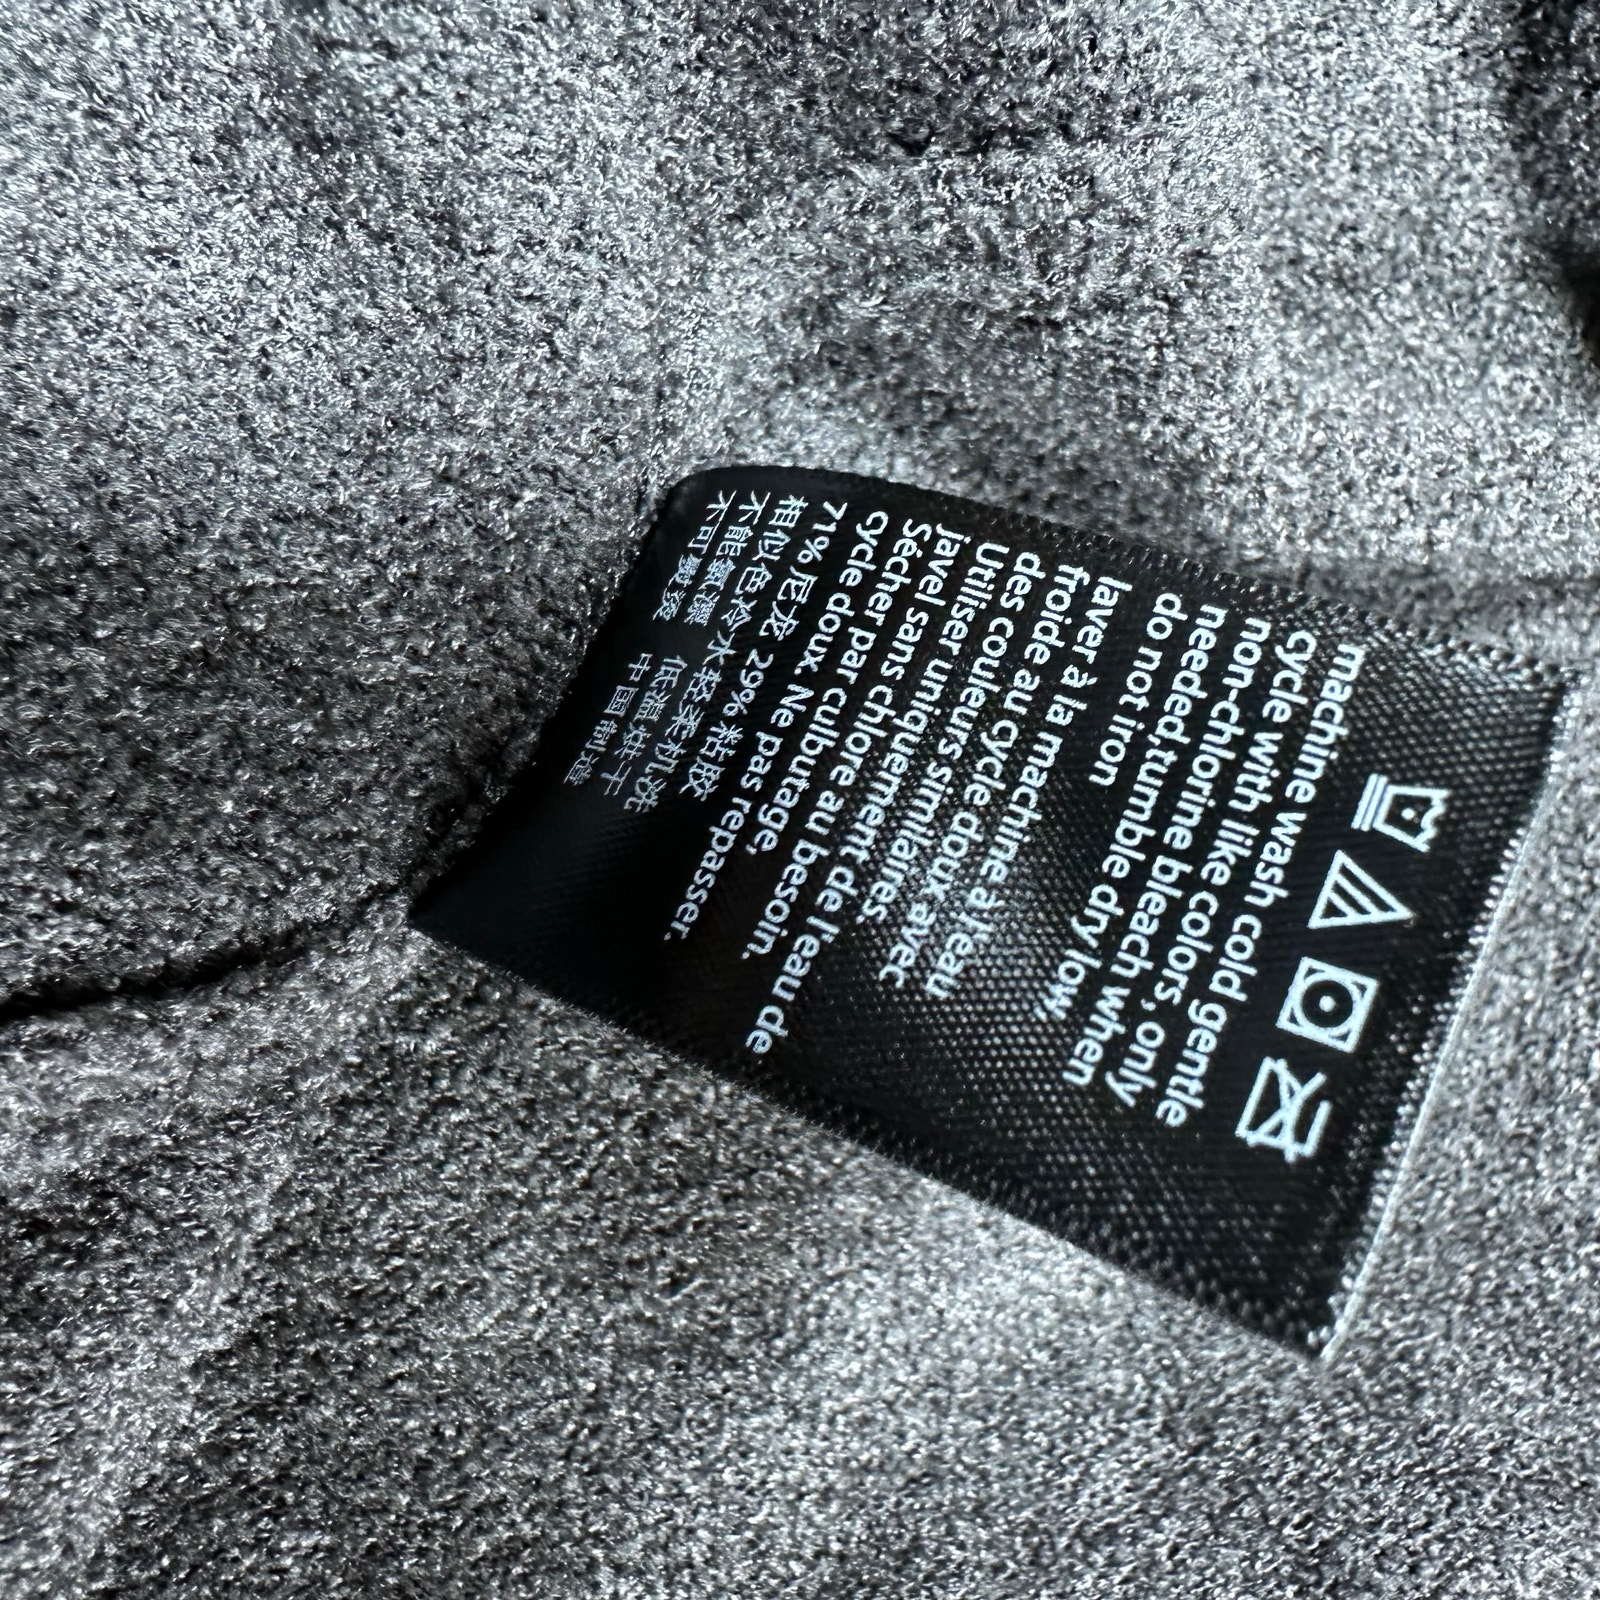 machine wash cold gentle
cycle with like colors, only
non-chlorine bleach when
needed,tumble dry low,
do not iron
laver à la machine à l'eau
froide au cycle doux avec
des couleurs similaires.
Utiliser uniquement de l'eau de
javel sans chlore au besoin.
Sécher par culbutage,
cycle doux. Ne pas repasser.
71% 尼龙 29% 粘胶
相似色冷水轻柔机洗
不能氯漂 低温烘干
不可熨烫 中国制造